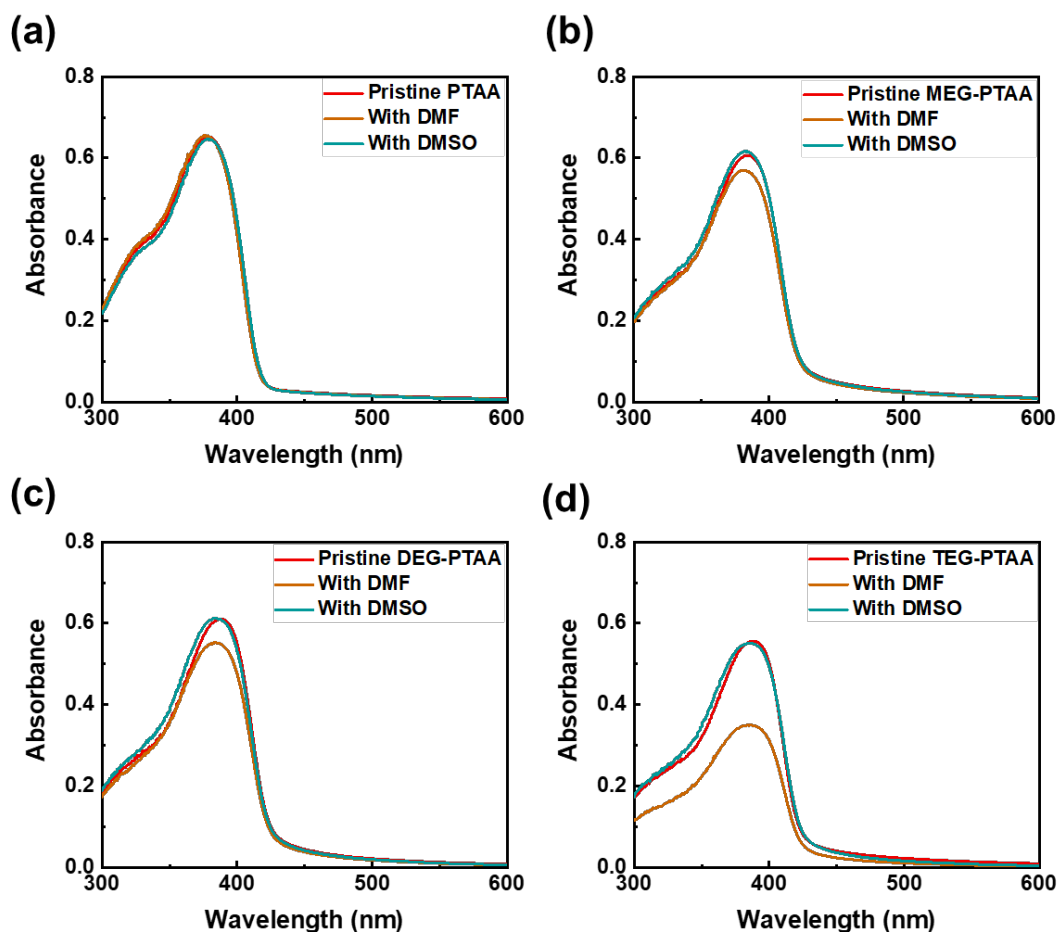 (a)
0.8
0.6
0.4
0.2
0.0
Absorbance
Pristine PTAA
With DMF
With DMSO
300
400
500
600
Wavelength (nm)
(b)
0.8
0.6
0.4
0.2
0.0
Absorbance
Pristine MEG-PTAA
With DMF
With DMSO
300
400
500
600
Wavelength (nm)
(c)
0.8
0.6
0.4
0.2
0.0
Absorbance
Pristine DEG-PTAA
With DMF
With DMSO
300
400
500
600
Wavelength (nm)
(d)
0.8
0.6
0.4
0.2
0.0
Absorbance
Pristine TEG-PTAA
With DMF
With DMSO
300
400
500
600
Wavelength (nm)